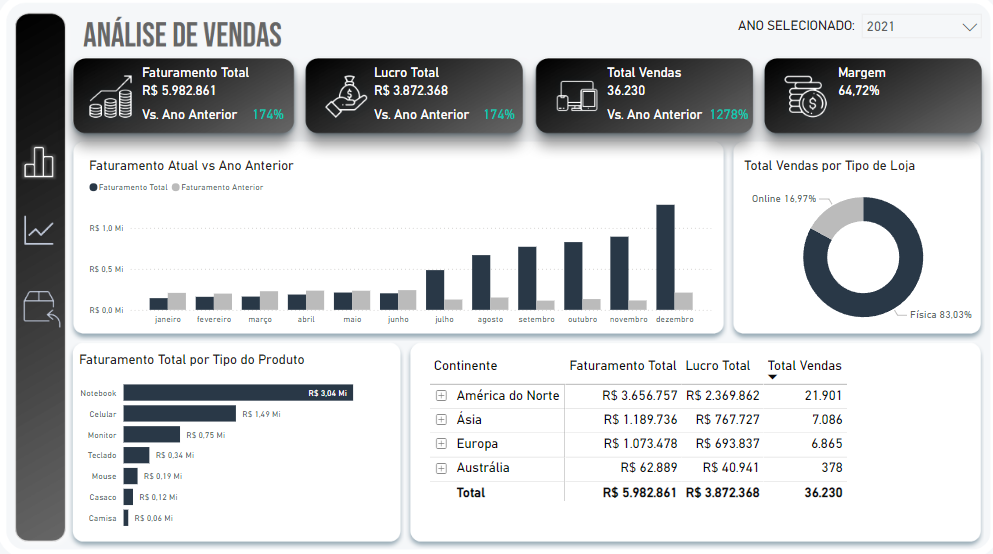 ANÁLISE DE VENDAS
ANO SELECIONADO: 2021
Faturamento Total
R$ 5.982.861
Vs. Ano Anterior 174%
Lucro Total
R$ 3.872.368
Vs. Ano Anterior 174%
Total Vendas
36.230
Vs. Ano Anterior 1278%
Margem
64,72%
Faturamento Atual vs Ano Anterior
Faturamento Total Faturamento Anterior
R$ 1,0 Mi
R$ 0,5 Mi
R$ 0,0 Mi
janeiro fevereiro março abril maio junho julho agosto setembro outubro novembro dezembro
Total Vendas por Tipo de Loja
Online 16,97%
Física 83,03%
Faturamento Total por Tipo do Produto
Notebook R$ 3,04 Mi
Celular R$ 1,49 Mi
Monitor R$ 0,75 Mi
Teclado R$ 0,34 Mi
Mouse R$ 0,19 Mi
Casaco R$ 0,12 Mi
Camisa R$ 0,06 Mi
Continente Faturamento Total Lucro Total Total Vendas
América do Norte R$ 3.656.757 R$ 2.369.862 21.901
Ásia R$ 1.189.736 R$ 767.727 7.086
Europa R$ 1.073.478 R$ 693.837 6.865
Austrália R$ 62.889 R$ 40.941 378
Total R$ 5.982.861 R$ 3.872.368 36.230